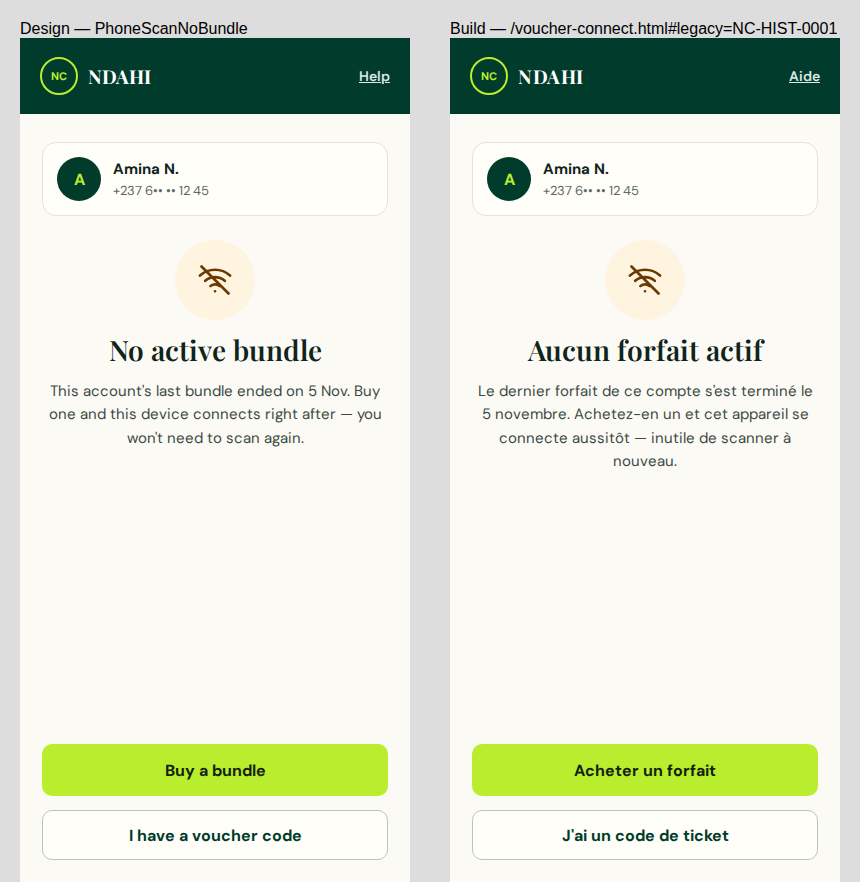 Design — PhoneScanNoBundle
NC NDAHI Help
A
Amina N.
+237 6•• •• 12 45
No active bundle
This account's last bundle ended on 5 Nov. Buy
one and this device connects right after — you
won't need to scan again.
Buy a bundle
I have a voucher code
Build — /voucher-connect.html#legacy=NC-HIST-0001
NC NDAHI Aide
A
Amina N.
+237 6•• •• 12 45
Aucun forfait actif
Le dernier forfait de ce compte s'est terminé le
5 novembre. Achetez-en un et cet appareil se
connecte aussitôt — inutile de scanner à
nouveau.
Acheter un forfait
J'ai un code de ticket